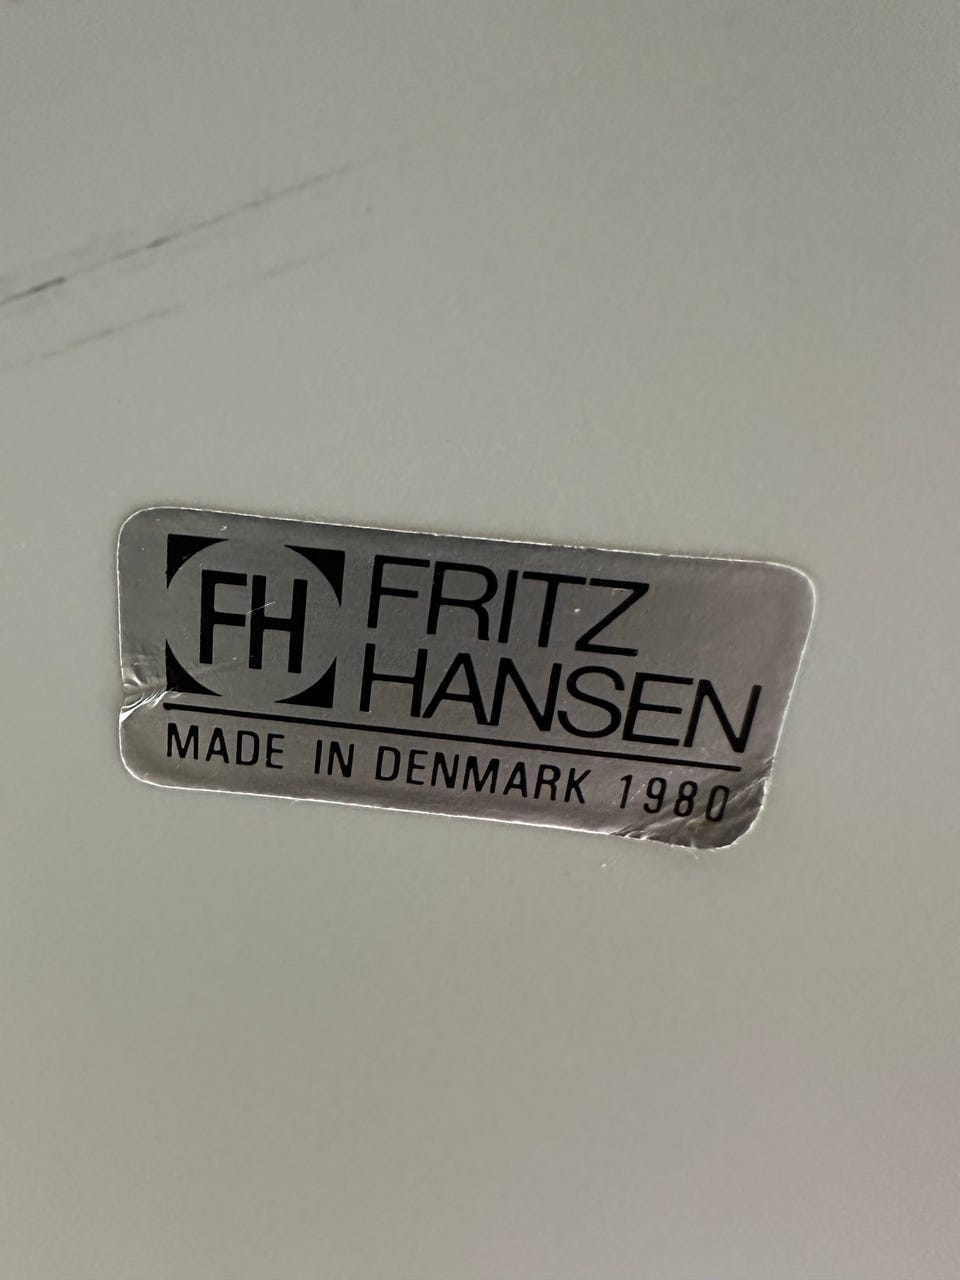 FH
FRITZ
HANSEN
MADE IN DENMARK 1980